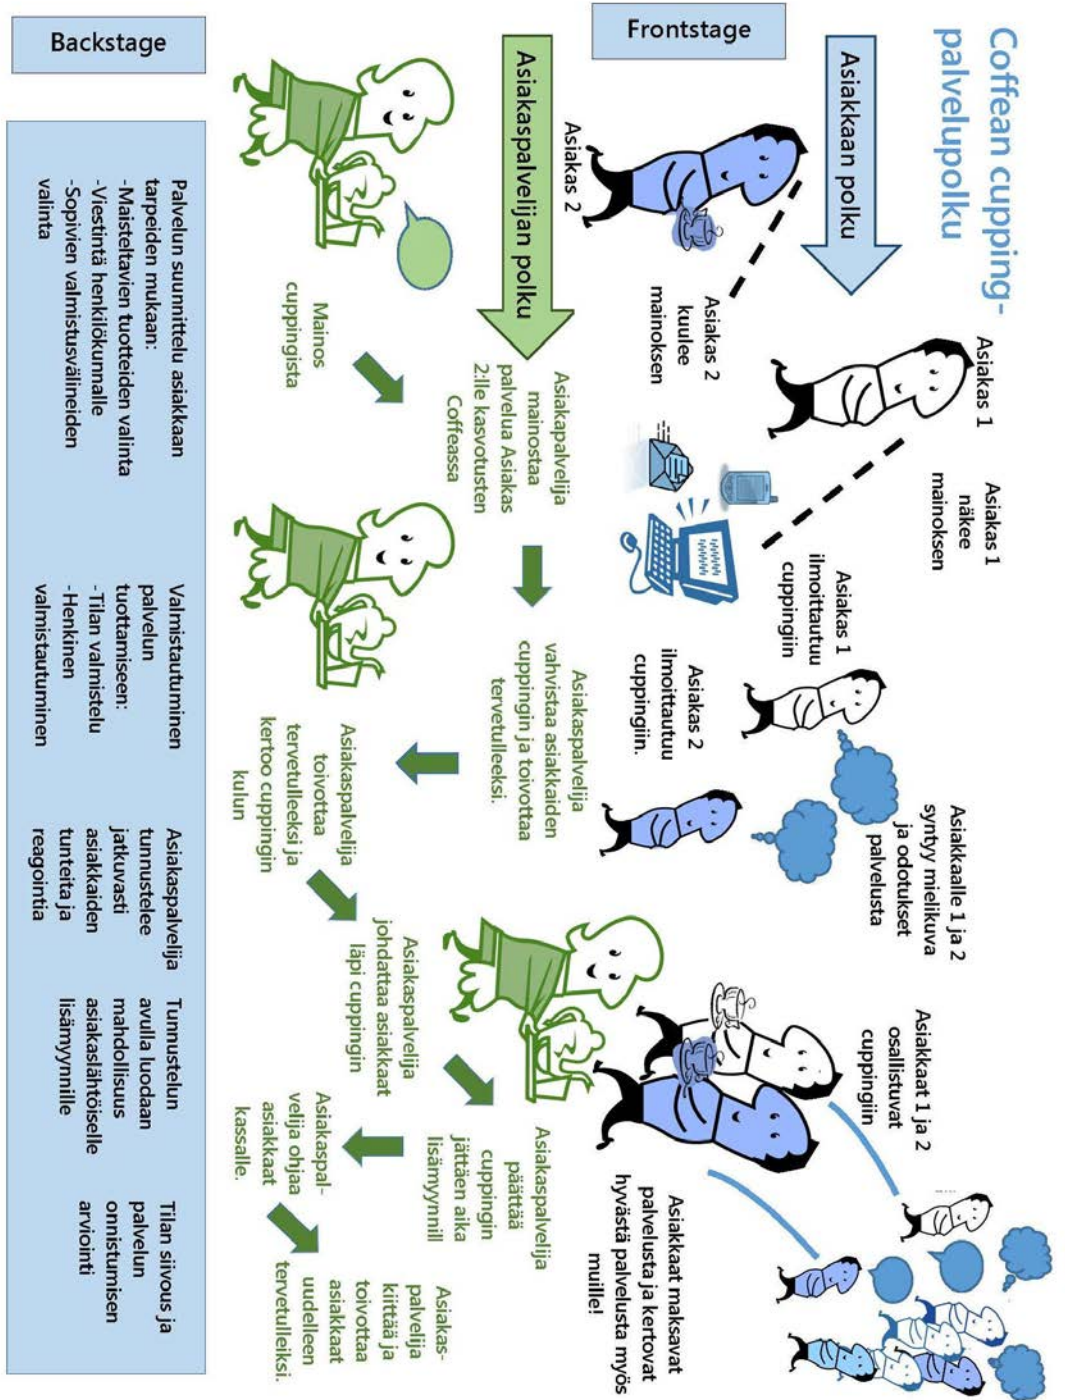 Coffean cupping-
palvelupolku
Frontstage
Asiakkaan polku
Asiakas 1
Asiakas 1
näkee
mainoksen
Asiakas 2
Asiakas 2
kuulee
mainoksen
Asiakas 1
ilmoittautuu
cuppingiin
Asiakas 2
ilmoittautuu
cuppingiin.
Asiakkaalle 1 ja 2
syntyy mielikuva
ja odotukset
palvelusta
Asiakkaat 1 ja 2
osallistuvat
cuppingiin
Asiakkaat maksavat
palvelusta ja kertovat
hyvästä palvelusta myös
muille!
Asiakaspalvelijan polku
Mainos
cuppingista
Asiakapalvelija
mainostaa
palvelua Asiakas
2:lle kasvotusten
Coffeassa
Asiakaspalvelija
vahvistaa asiakkaiden
cuppingin ja toivottaa
tervetulleeksi.
Asiakaspalvelija
toivottaa
tervetulleeksi ja
kertoo cuppingin
kulun
Asiakaspalvelija
johdattaa asiakkaat
läpi cuppingin
Asiakaspalvelija
päättää
cuppingin
jättäen aika
lisämyynnill
Asiakaspal-
velija ohjaa
asiakkaat
kassalle.
Asiakas-
palvelija
kiittää ja
toivottaa
asiakkaat
uudelleen
tervetulleiksi.
Backstage
Palvelun suunnittelu asiakkaan
tarpeiden mukaan:
-Maisteltavien tuotteiden valinta
-Viestintä henkilökunnalle
-Sopivien valmistusvälineiden
valinta
Valmistautuminen
palvelun
tuottamiseen:
-Tilan valmistelu
-Henkinen
valmistautuminen
Asiakaspalvelija
tunnustelee
jatkuvasti
asiakkaiden
tunteita ja
reagointia
Tunnustelun
avulla luodaan
mahdollisuus
asiakaslähtöiselle
lisämyynnille
Tilan siivous ja
palvelun
onnistumisen
arviointi